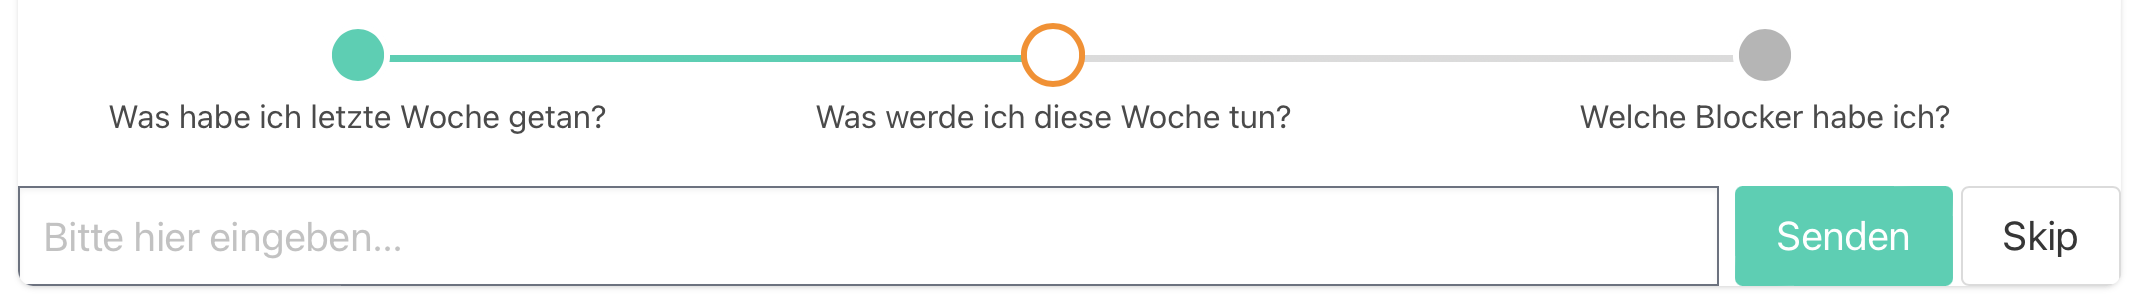 Was habe ich letzte Woche getan?
Was werde ich diese Woche tun?
Welche Blocker habe ich?
Bitte hier eingeben...
Senden
Skip